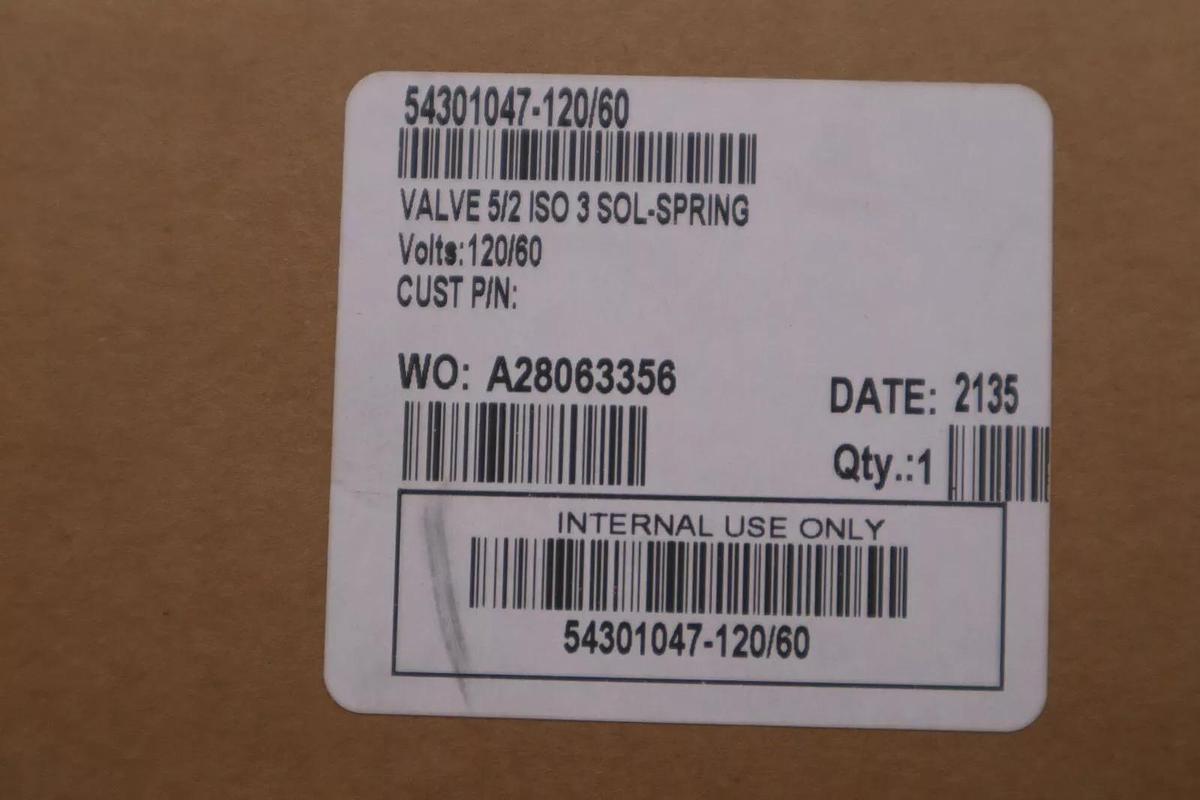 54301047-120/60
VALVE 5/2 ISO 3 SOL-SPRING
Volts:120/60
CUST P/N:
WO: A28063356
DATE: 2135
Qty.:1
INTERNAL USE ONLY
54301047-120/60